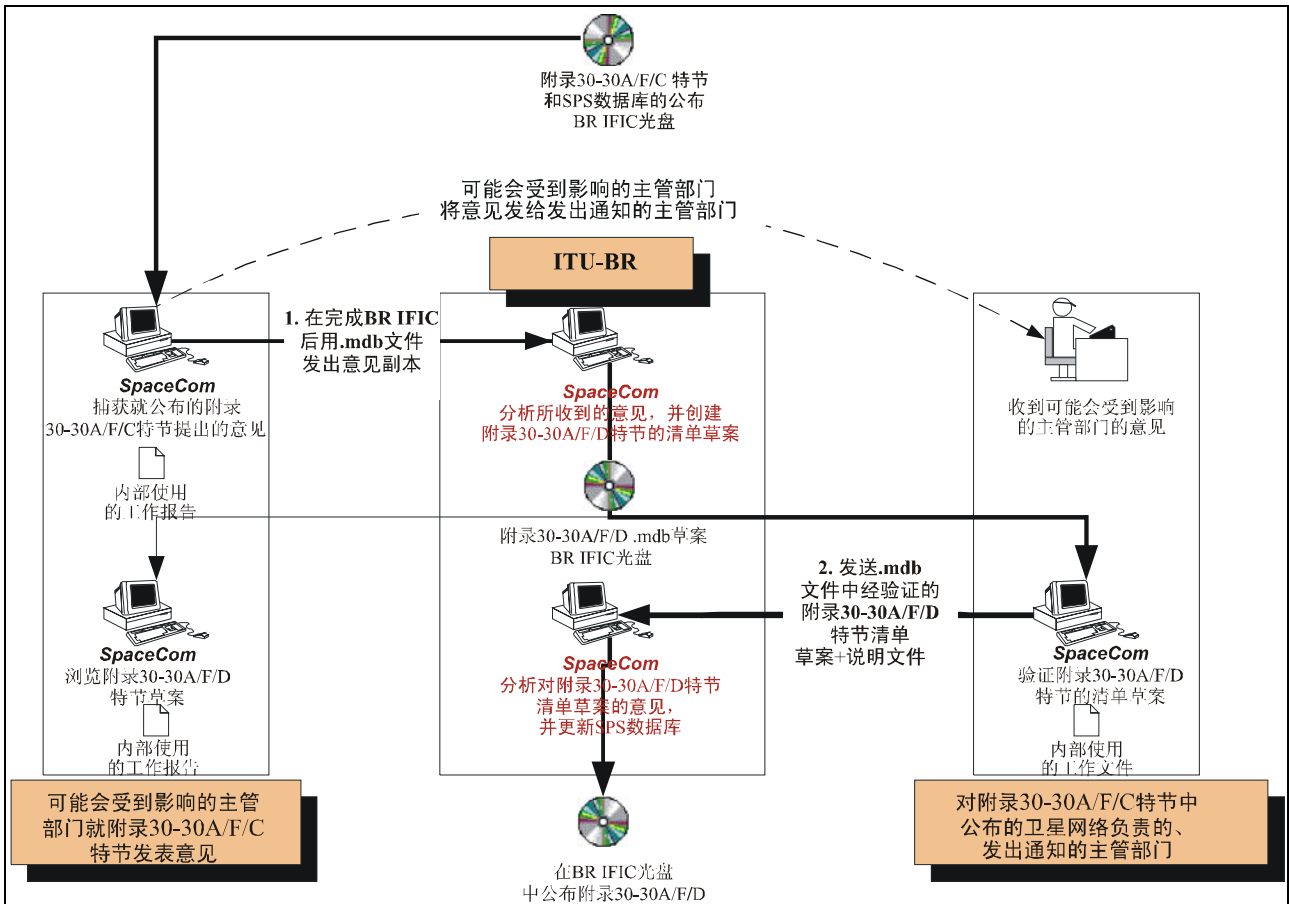 附录30-30A/F/C 特节
和SPS数据库的公布
BR IFIC光盘
可能会受到影响的主管部门
将意见发给发出通知的主管部门
ITU-BR
1. 在完成BR IFIC
后用.mdb文件
发出意见副本
SpaceCom
捕获就公布的附录
30-30A/F/C特节提出的意见
内部使用
的工作报告
SpaceCom
分析所收到的意见，并创建
附录30-30A/F/D特节的清单草案
收到可能会受到影响
的主管部门的意见
附录30-30A/F/D .mdb草案
BR IFIC光盘
2. 发送.mdb
文件中经验证的
附录30-30A/F/D
特节清单
草案+说明文件
SpaceCom
浏览附录30-30A/F/D
特节草案
内部使用
的工作报告
SpaceCom
分析对附录30-30A/F/D特节
清单草案的意见，
并更新SPS数据库
SpaceCom
验证附录30-30A/F/D
特节的清单草案
内部使用
的工作文件
可能会受到影响的主管
部门就附录30-30A/F/C
特节发表意见
对附录30-30A/F/C特节中
公布的卫星网络负责的、
发出通知的主管部门
在BR IFIC光盘
中公布附录30-30A/F/D